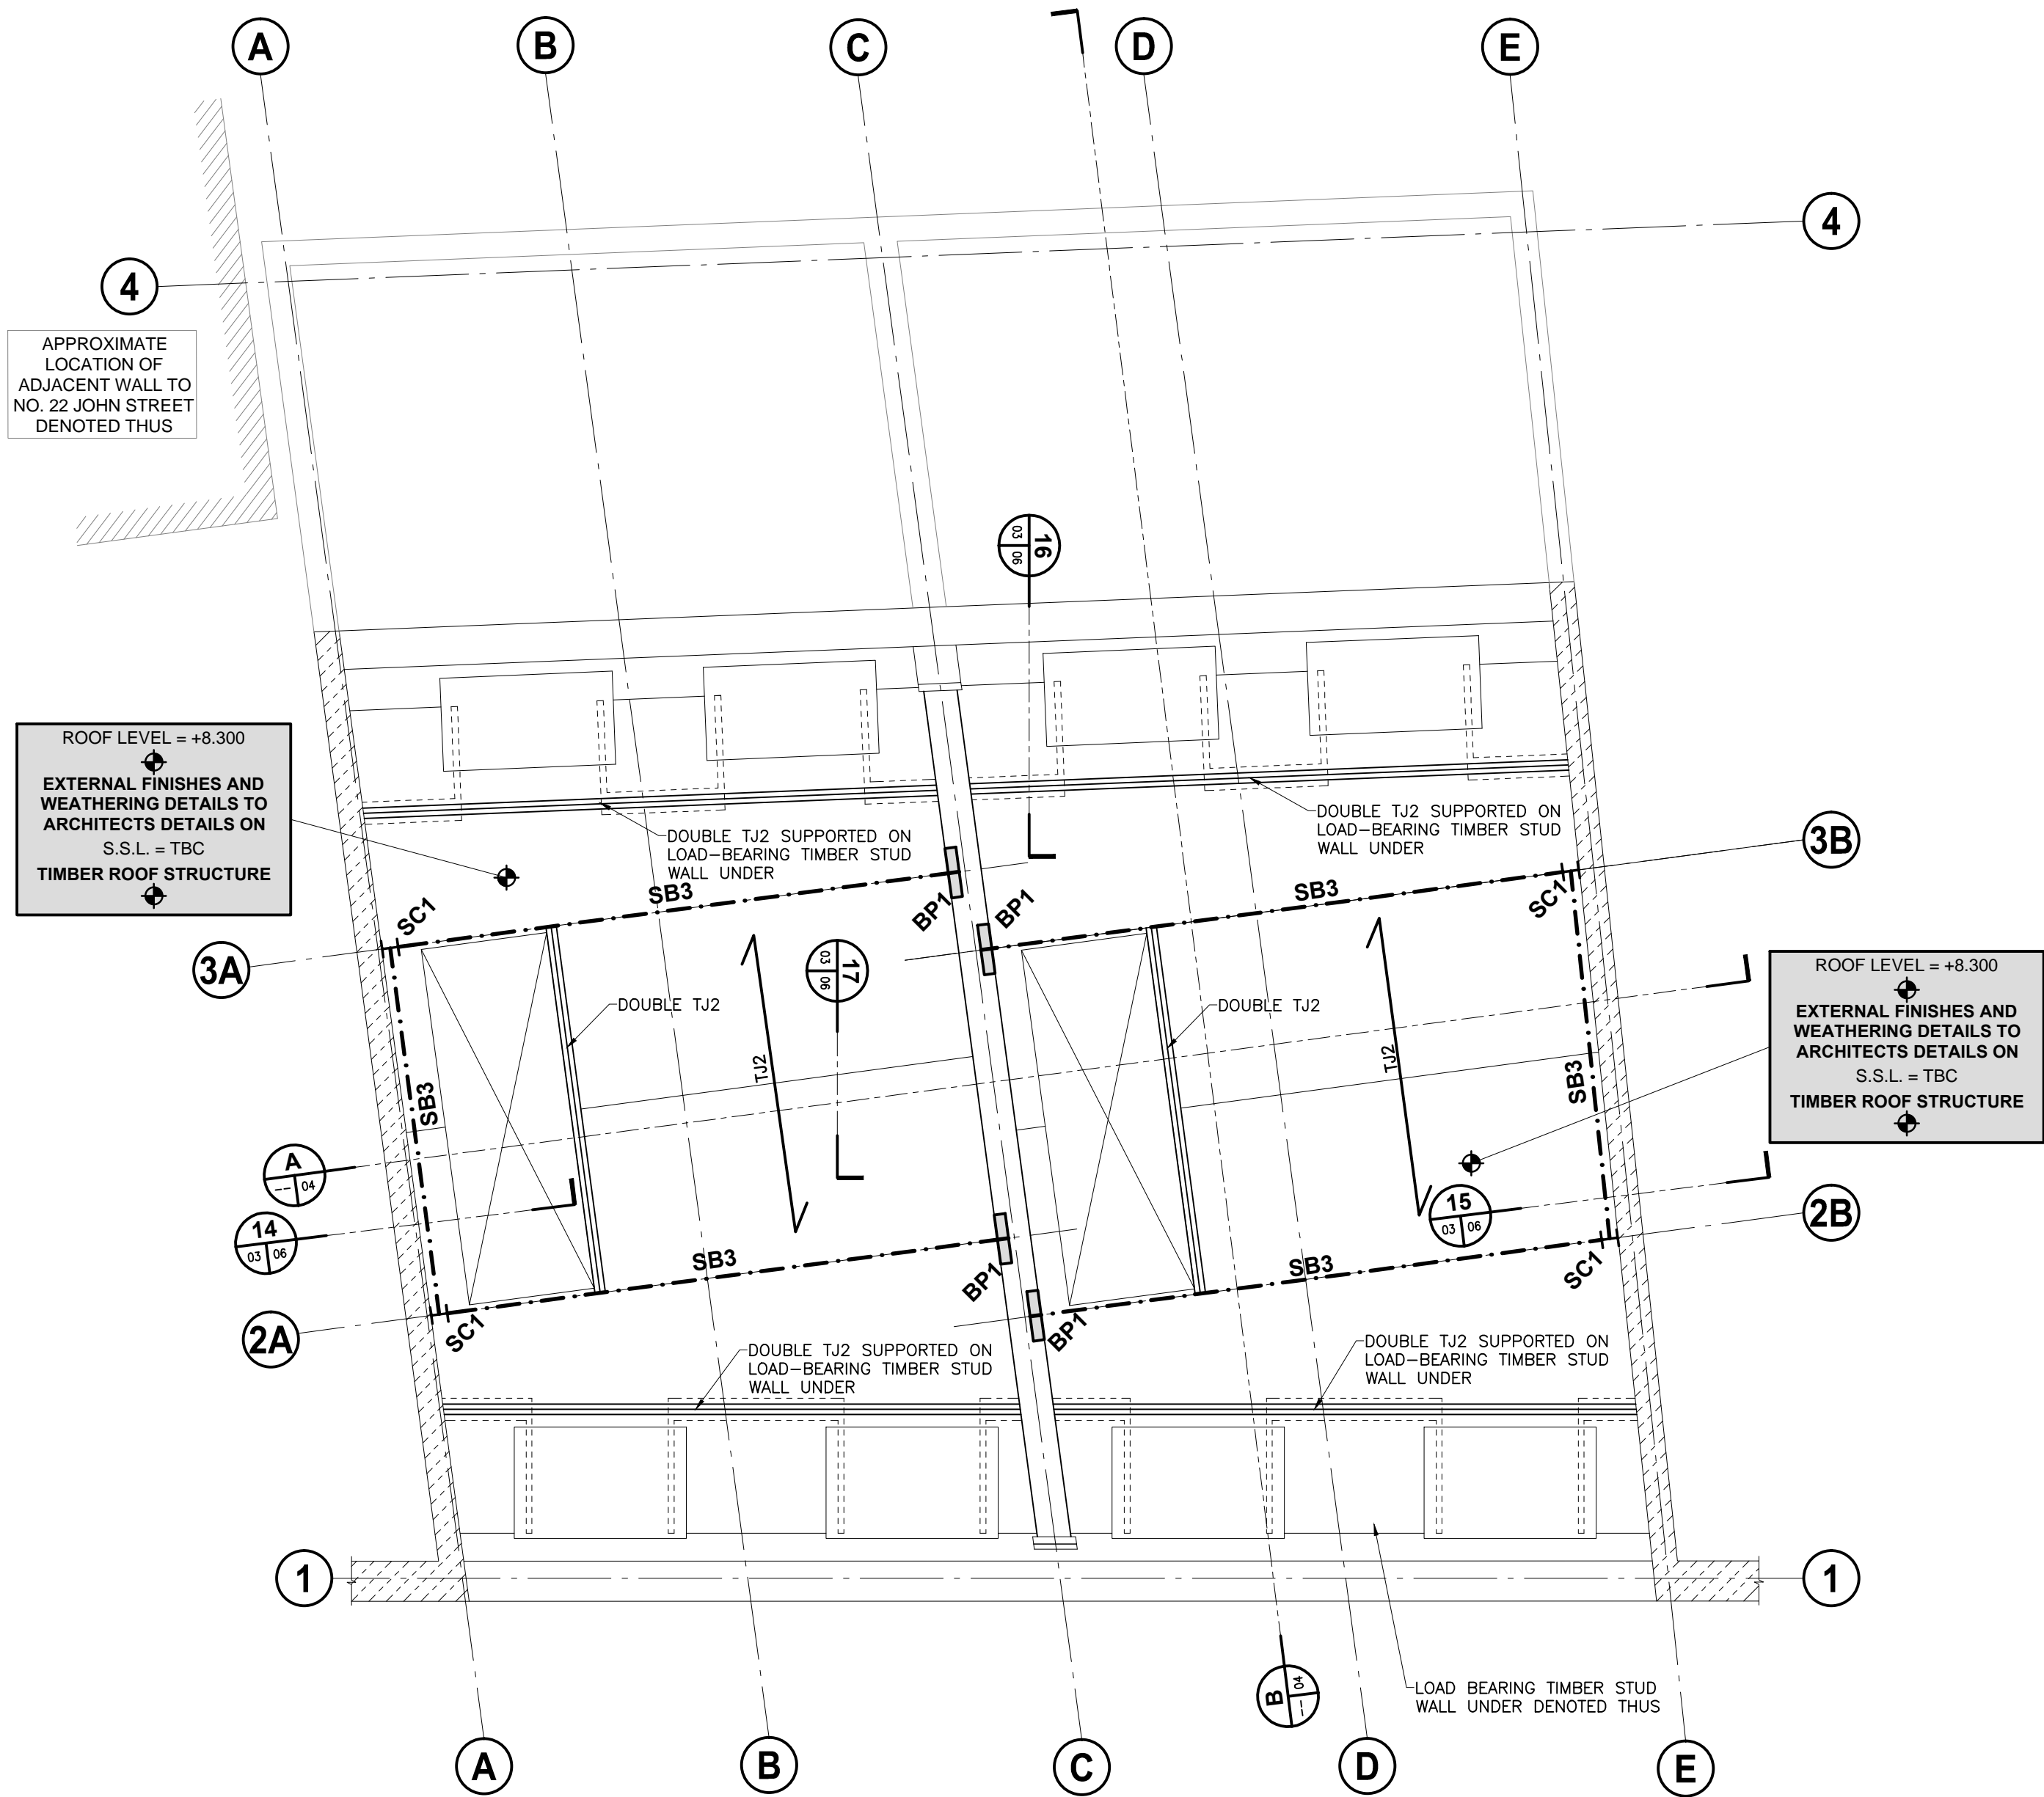 A
B
C
D
E
4
4
APPROXIMATE
LOCATION OF
ADJACENT WALL TO
NO. 22 JOHN STREET
DENOTED THUS
16
03 06
ROOF LEVEL = +8.300
EXTERNAL FINISHES AND
WEATHERING DETAILS TO
ARCHITECTS DETAILS ON
S.S.L. = TBC
TIMBER ROOF STRUCTURE
DOUBLE TJ2 SUPPORTED ON
LOAD-BEARING TIMBER STUD
WALL UNDER
DOUBLE TJ2 SUPPORTED ON
LOAD-BEARING TIMBER STUD
WALL UNDER
3B
SB3
SB3
SC1
BP1
BP1
SC1
3A
17
03 06
DOUBLE TJ2
DOUBLE TJ2
TJ2
TJ2
ROOF LEVEL = +8.300
EXTERNAL FINISHES AND
WEATHERING DETAILS TO
ARCHITECTS DETAILS ON
S.S.L. = TBC
TIMBER ROOF STRUCTURE
SB3
SB3
A
-- 04
14
03 06
15
03 06
2B
SB3
SB3
BP1
SC1
2A
SC1
BP1
DOUBLE TJ2 SUPPORTED ON
LOAD-BEARING TIMBER STUD
WALL UNDER
DOUBLE TJ2 SUPPORTED ON
LOAD-BEARING TIMBER STUD
WALL UNDER
1
1
B
-- 04
LOAD BEARING TIMBER STUD
WALL UNDER DENOTED THUS
A
B
C
D
E